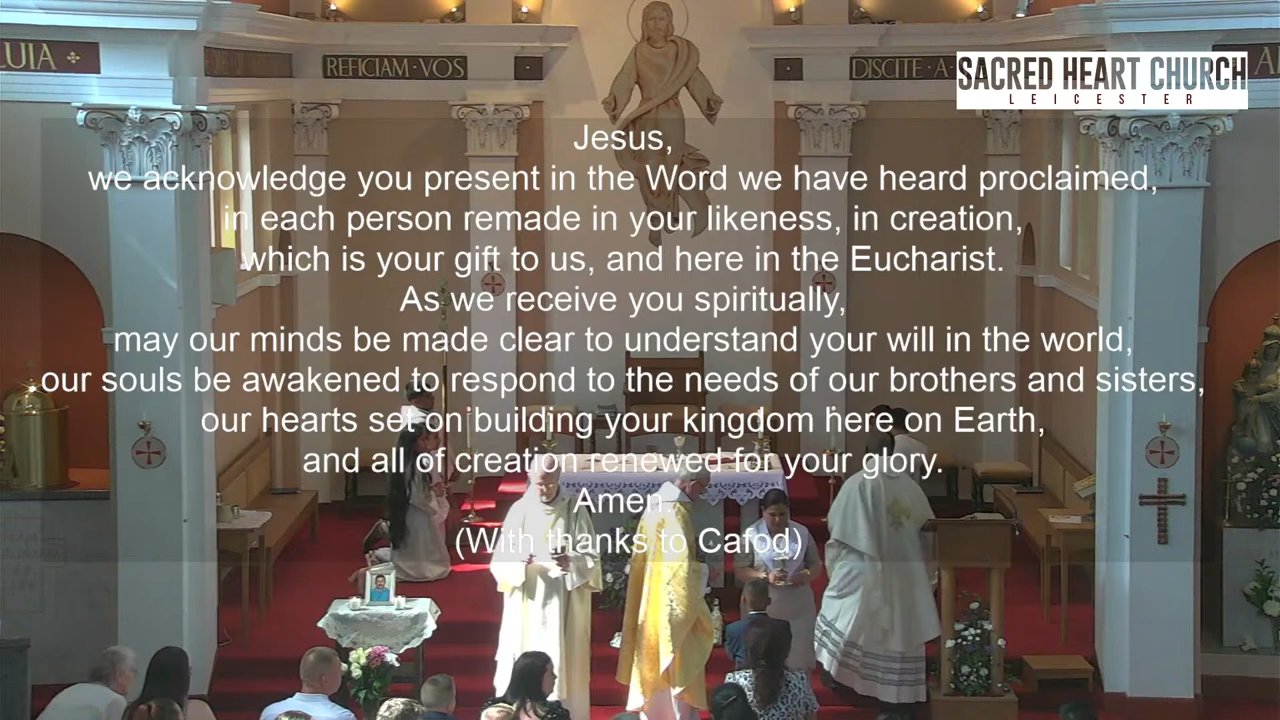 LUIA
REFICIAM·VOS
DISCITE·A
SACRED HEART CHURCH
LEICESTER
Jesus,
we acknowledge you present in the Word we have heard proclaimed,
in each person remade in your likeness, in creation,
which is your gift to us, and here in the Eucharist.
As we receive you spiritually,
may our minds be made clear to understand your will in the world,
our souls be awakened to respond to the needs of our brothers and sisters,
our hearts set on building your kingdom here on Earth,
and all of creation renewed for your glory.
Amen.
(With thanks to Cafod)